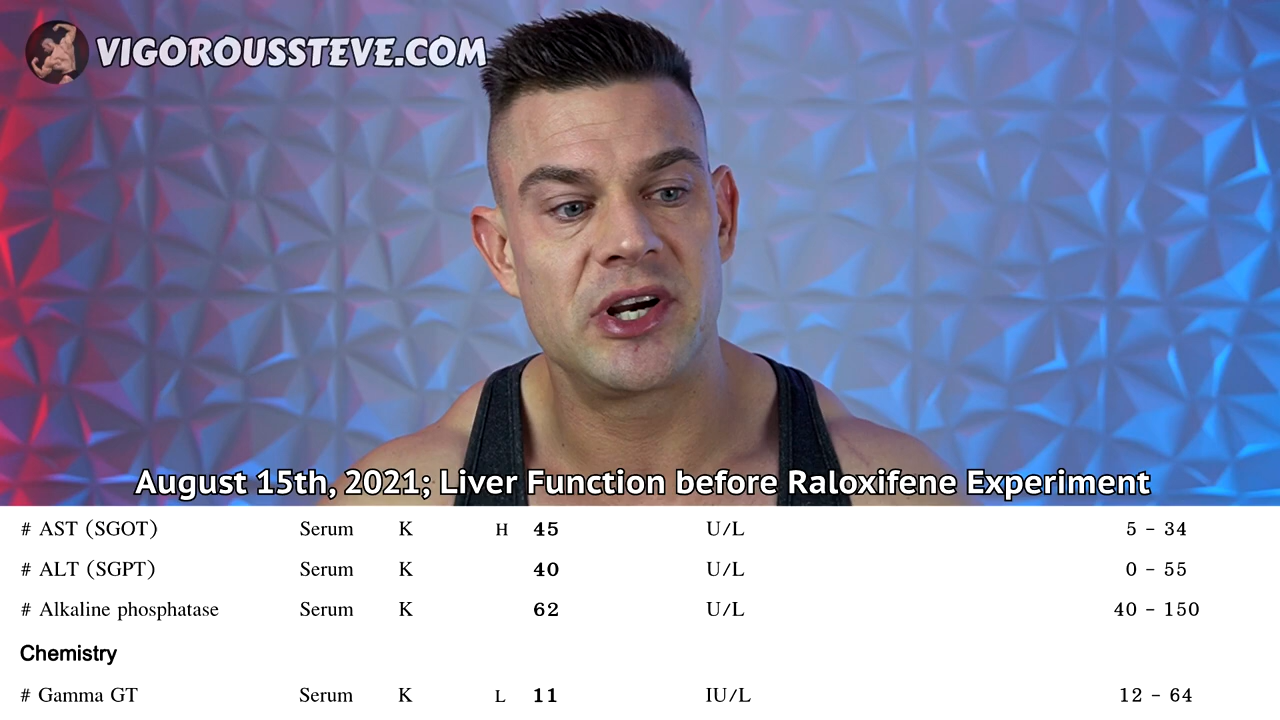 VIGOROUSSTEVE.COM
August 15th, 2021; Liver Function before Raloxifene Experiment
# AST (SGOT) Serum K H 45 U/L 5 - 34
# ALT (SGPT) Serum K 40 U/L 0 - 55
# Alkaline phosphatase Serum K 62 U/L 40 - 150
Chemistry
# Gamma GT Serum K L 11 IU/L 12 - 64